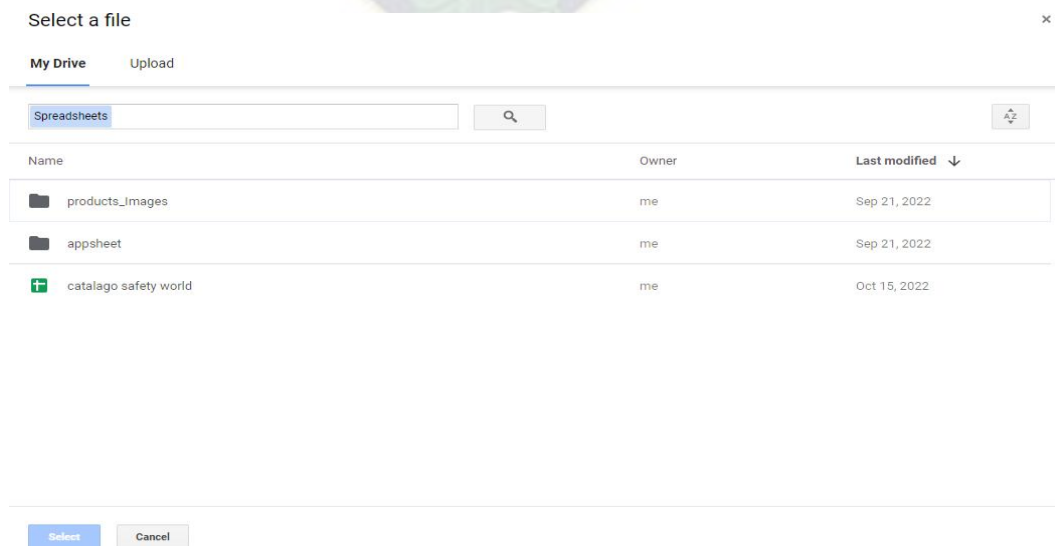 Select a file ×
My Drive Upload
Spreadsheets AZ
Name Owner Last modified ↓
products_Images me Sep 21, 2022
appsheet me Sep 21, 2022
catalago safety world me Oct 15, 2022
Select Cancel